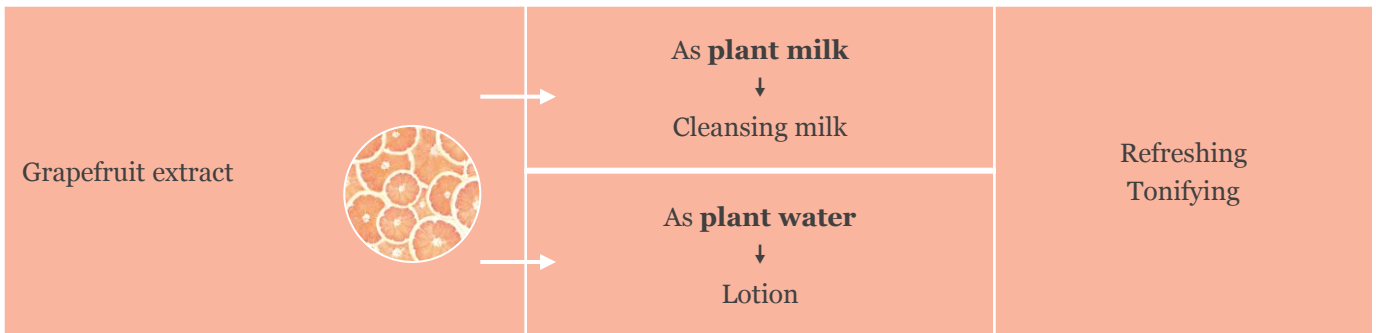 Grapefruit extract
As plant milk
Cleansing milk
As plant water
Lotion
Refreshing
Tonifying